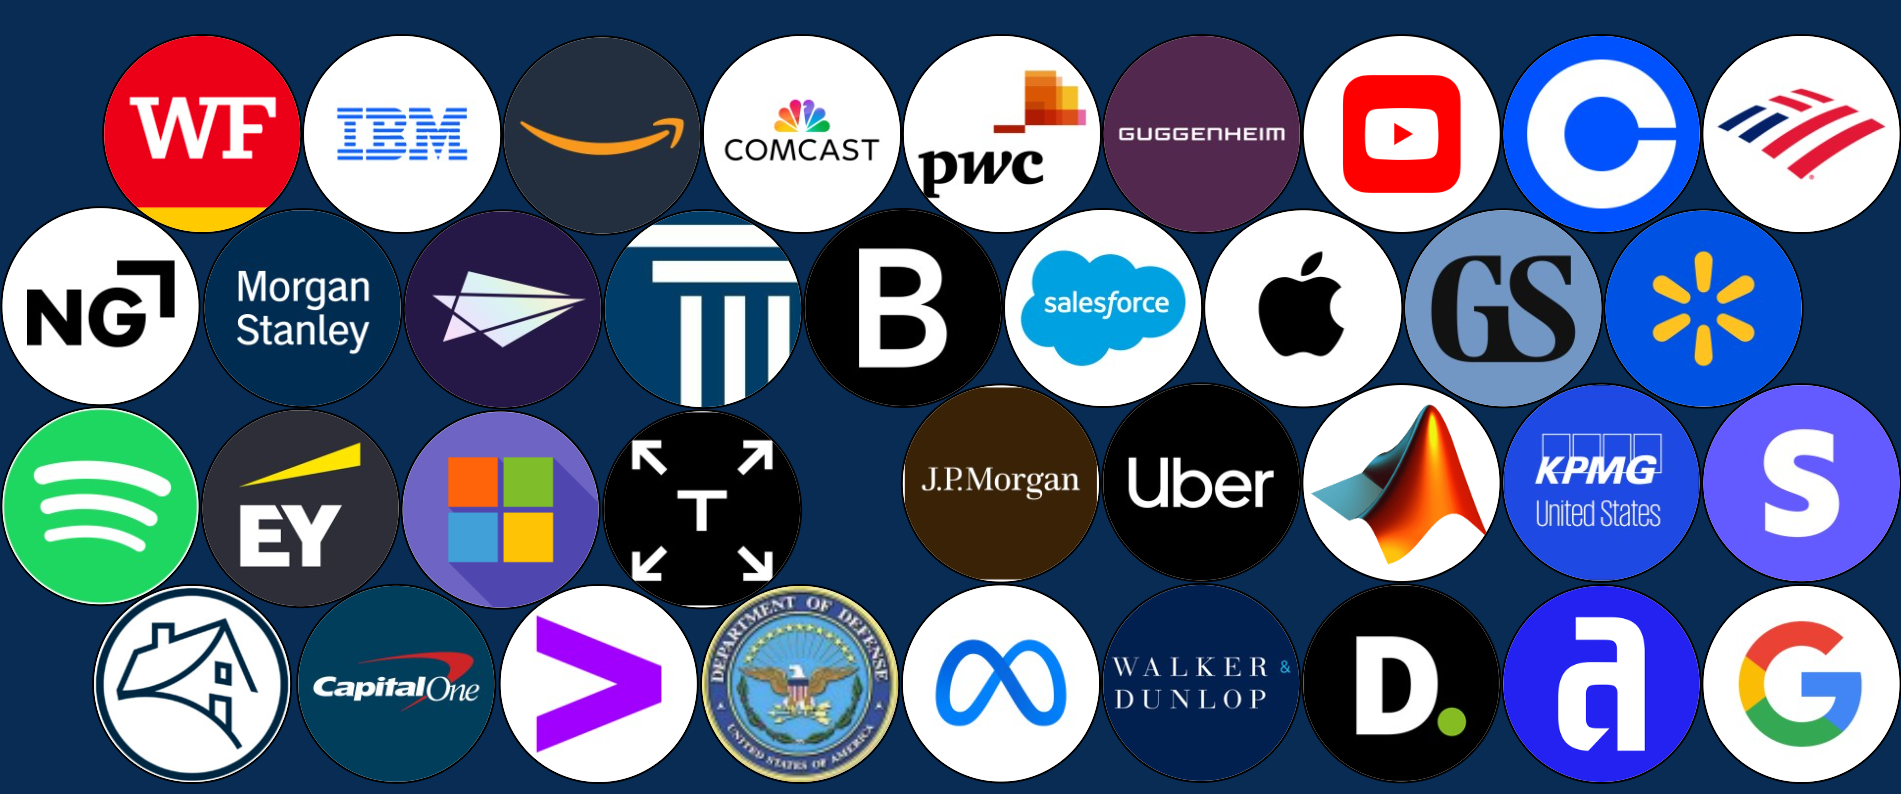 WF
IBM
COMCAST
pwc
GUGGENHEIM
C
NG
Morgan
Stanley
B
salesforce
GS
EY
T
J.P.Morgan
Uber
KPMG
United States
S
Capital One
DEPARTMENT OF DEFENSE
UNITED STATES OF AMERICA
WALKER &
DUNLOP
D.
a
G